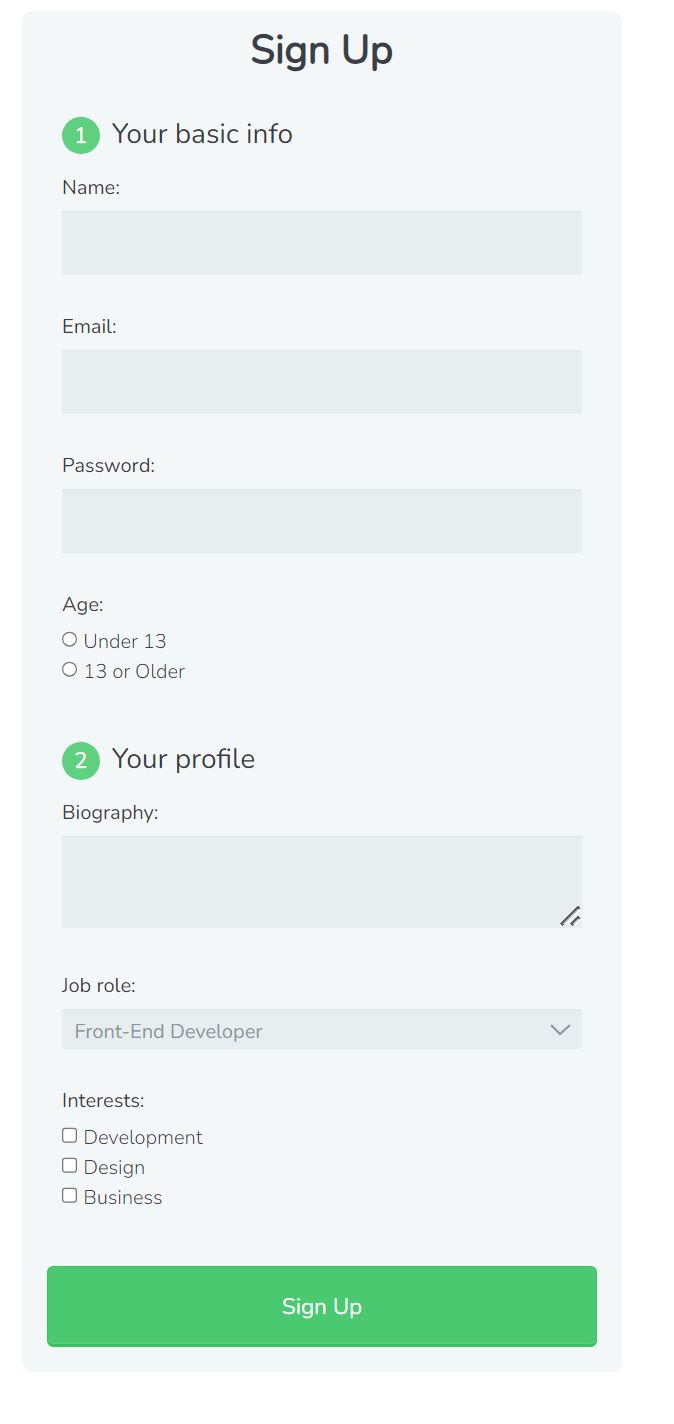 Sign Up
1 Your basic info
Name:
Email:
Password:
Age:
Under 13
13 or Older
2 Your profile
Biography:
Job role:
Front-End Developer
Interests:
Development
Design
Business
Sign Up